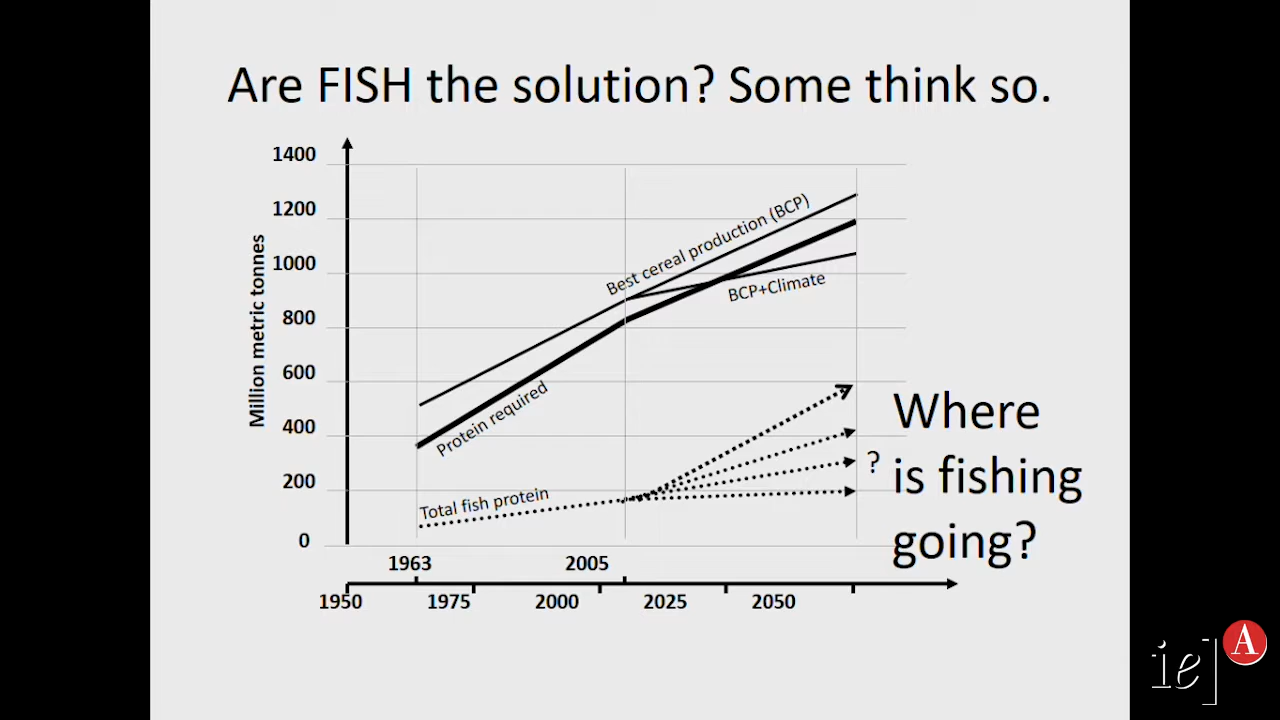 Are FISH the solution? Some think so.
1400
1200
1000
800
600
400
200
0
Million metric tonnes
Best cereal production (BCP)
BCP+Climate
Protein required
Total fish protein
?
Where
is fishing
going?
1963
2005
1950
1975
2000
2025
2050
ie]
A